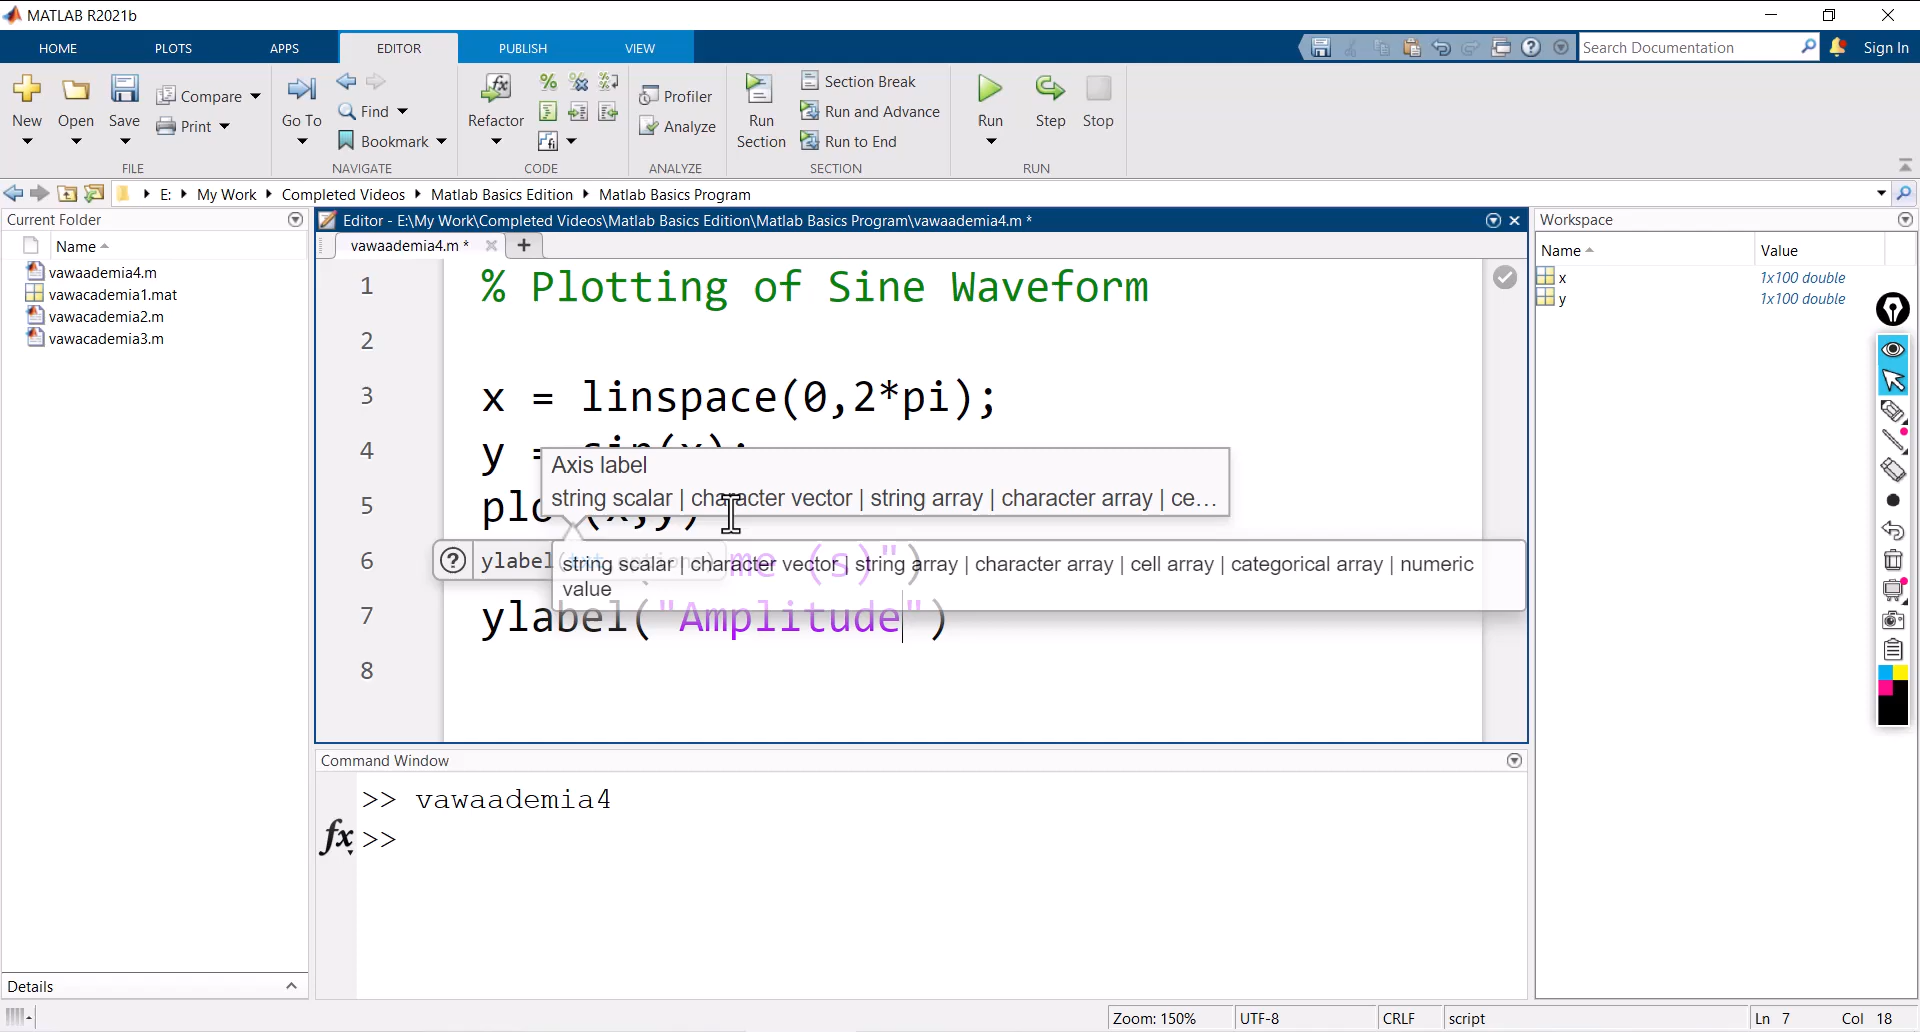 MATLAB R2021b
HOME PLOTS APPS EDITOR PUBLISH VIEW Search Documentation Sign In
New Open Save Compare Print Go To Find Bookmark Refactor Profiler Analyze Run Section Section Break Run and Advance Run to End Run Step Stop
FILE NAVIGATE CODE ANALYZE SECTION RUN
E: My Work Completed Videos Matlab Basics Edition Matlab Basics Program
Current Folder
Name
vawaademia4.m
vawacademia1.mat
vawacademia2.m
vawacademia3.m
Details
Editor - E:\My Work\Completed Videos\Matlab Basics Edition\Matlab Basics Program\vawaademia4.m *
vawaademia4.m *
1 % Plotting of Sine Waveform
2
3 x = linspace(0,2*pi);
4 y = sin(x);
Axis label
string scalar | character vector | string array | character array | ce...
5 plo (x,y)
6 ylabel( me (s)")
string scalar | character vector | string array | character array | cell array | categorical array | numeric
value
7 ylabel("Amplitude")
8
Command Window
>> vawaademia4
fx >>
Workspace
Name Value
x 1x100 double
y 1x100 double
Zoom: 150% UTF-8 CRLF script Ln 7 Col 18